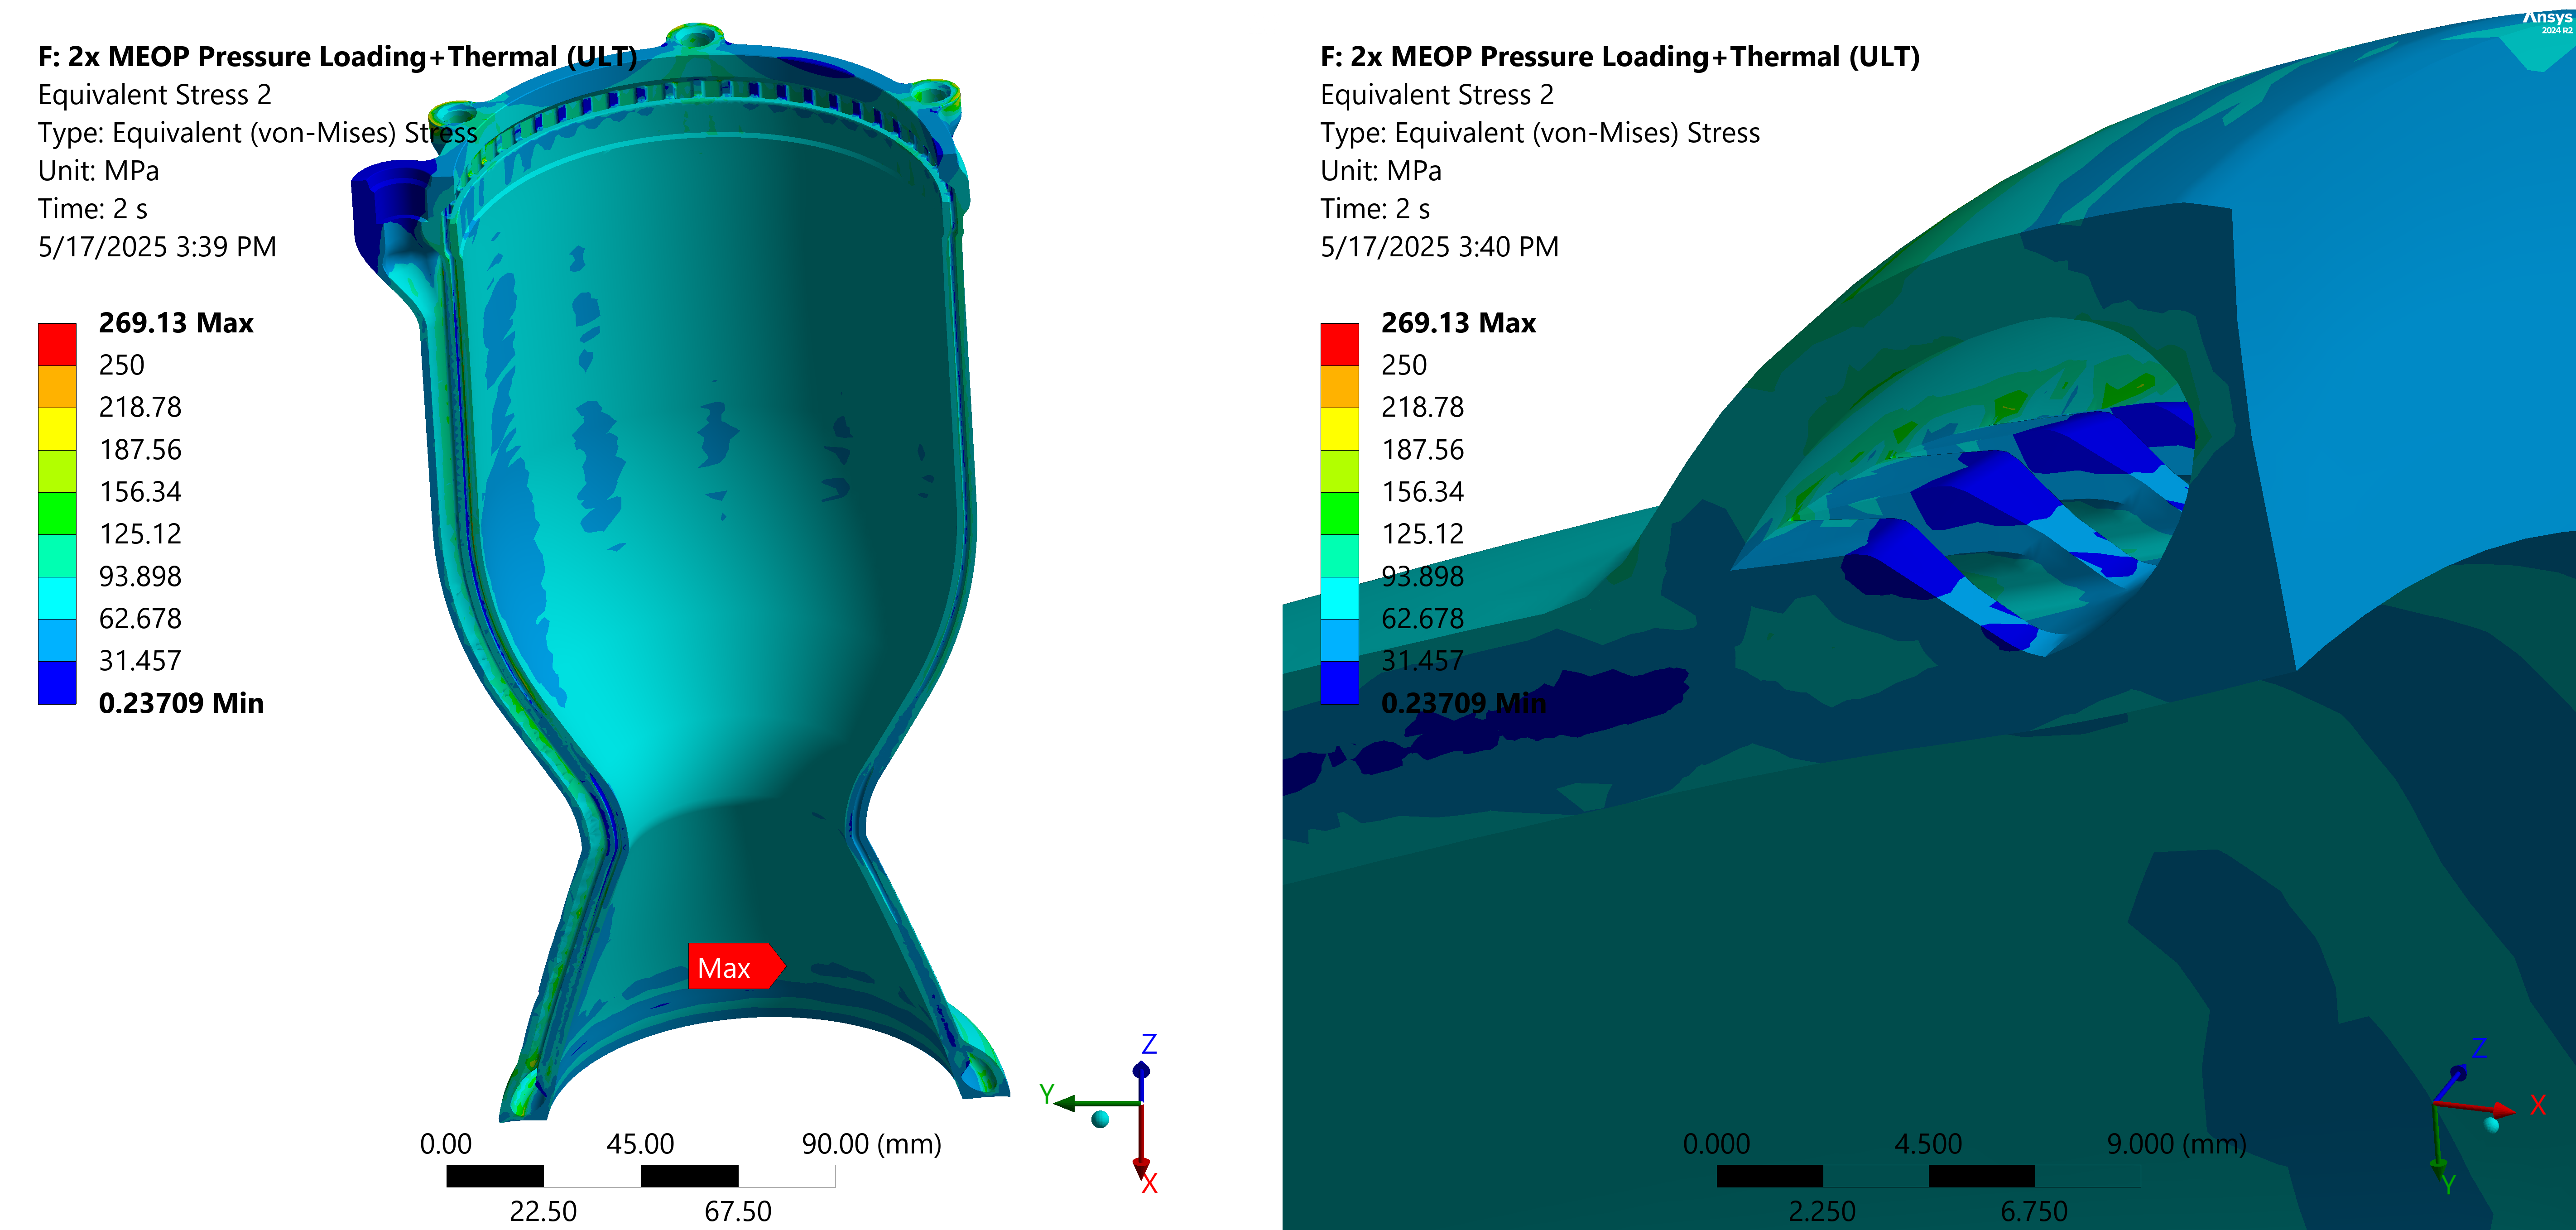 F: 2x MEOP Pressure Loading+Thermal (ULT)
Equivalent Stress 2
Type: Equivalent (von-Mises) Stress
Unit: MPa
Time: 2 s
5/17/2025 3:39 PM
269.13 Max
250
218.78
187.56
156.34
125.12
93.898
62.678
31.457
0.23709 Min
Max
Z
Y
X
0.00 45.00 90.00 (mm)
22.50 67.50
Ansys
2024 R2
F: 2x MEOP Pressure Loading+Thermal (ULT)
Equivalent Stress 2
Type: Equivalent (von-Mises) Stress
Unit: MPa
Time: 2 s
5/17/2025 3:40 PM
269.13 Max
250
218.78
187.56
156.34
125.12
93.898
62.678
31.457
0.23709 Min
Z
X
Y
0.000 4.500 9.000 (mm)
2.250 6.750